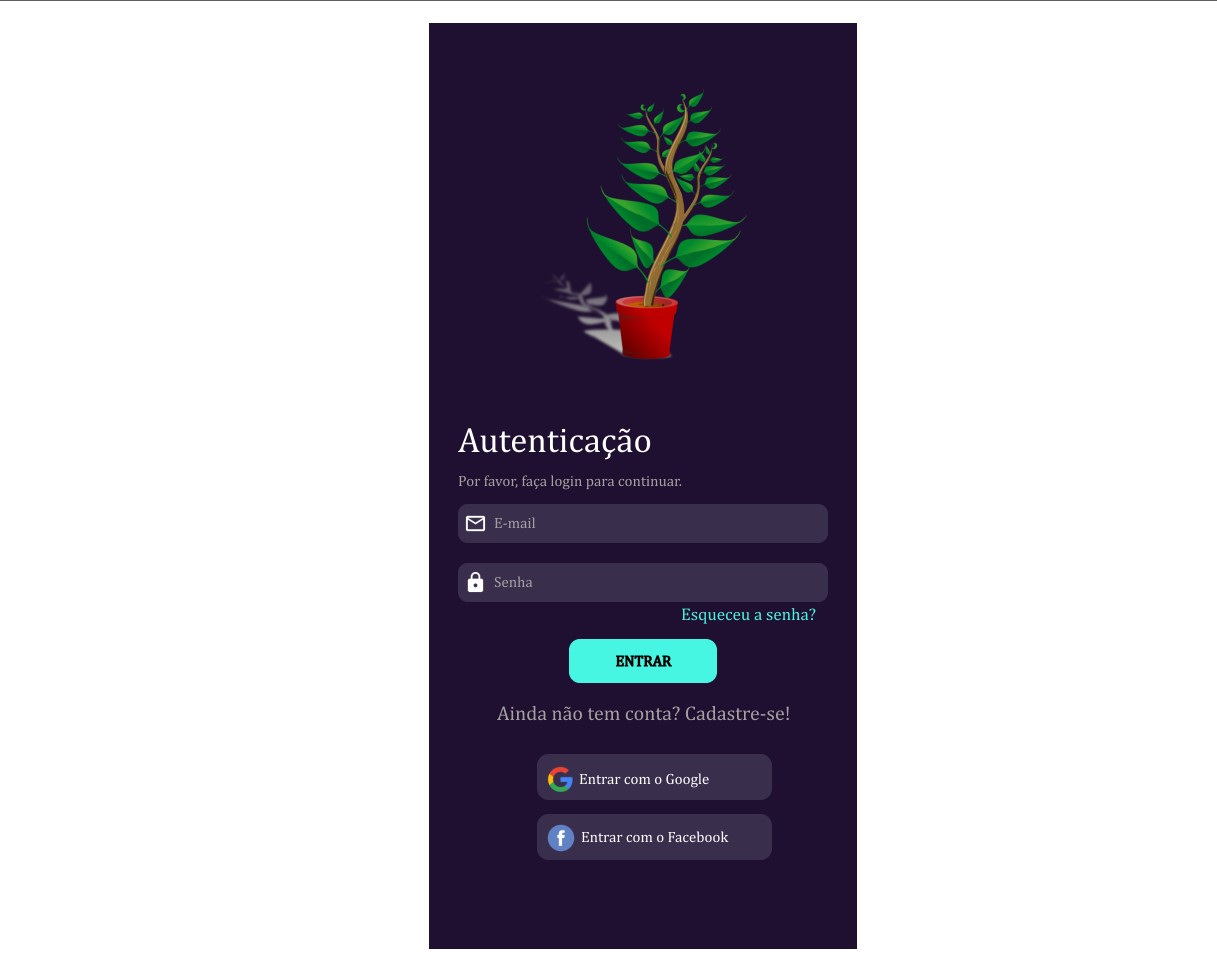 Autenticação
Por favor, faça login para continuar.
E-mail
Senha
Esqueceu a senha?
ENTRAR
Ainda não tem conta? Cadastre-se!
Entrar com o Google
Entrar com o Facebook